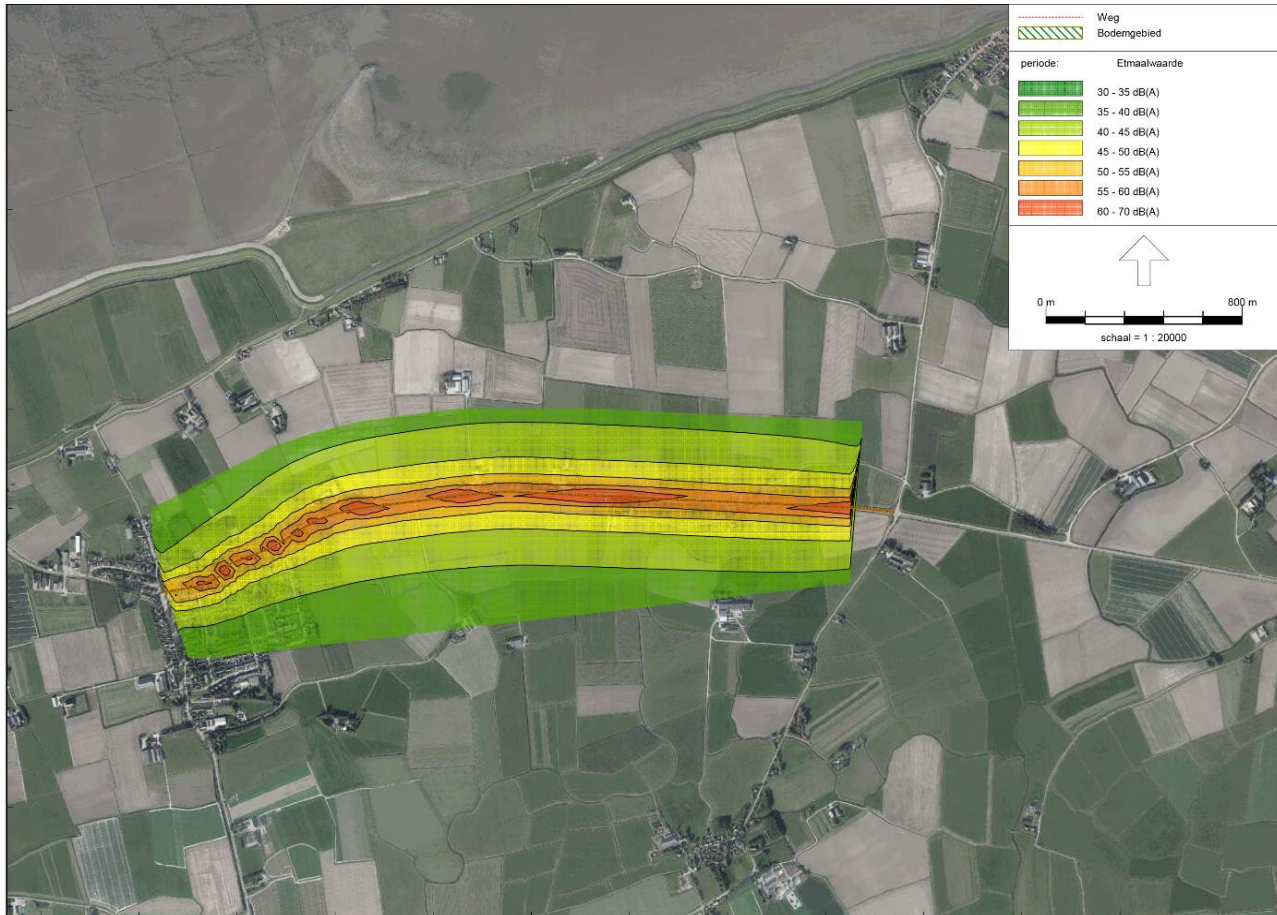 Weg
Bodemgebied
periode: Etmaalwaarde
30 - 35 dB(A)
35 - 40 dB(A)
40 - 45 dB(A)
45 - 50 dB(A)
50 - 55 dB(A)
55 - 60 dB(A)
60 - 70 dB(A)
0 m 800 m
schaal = 1 : 20000